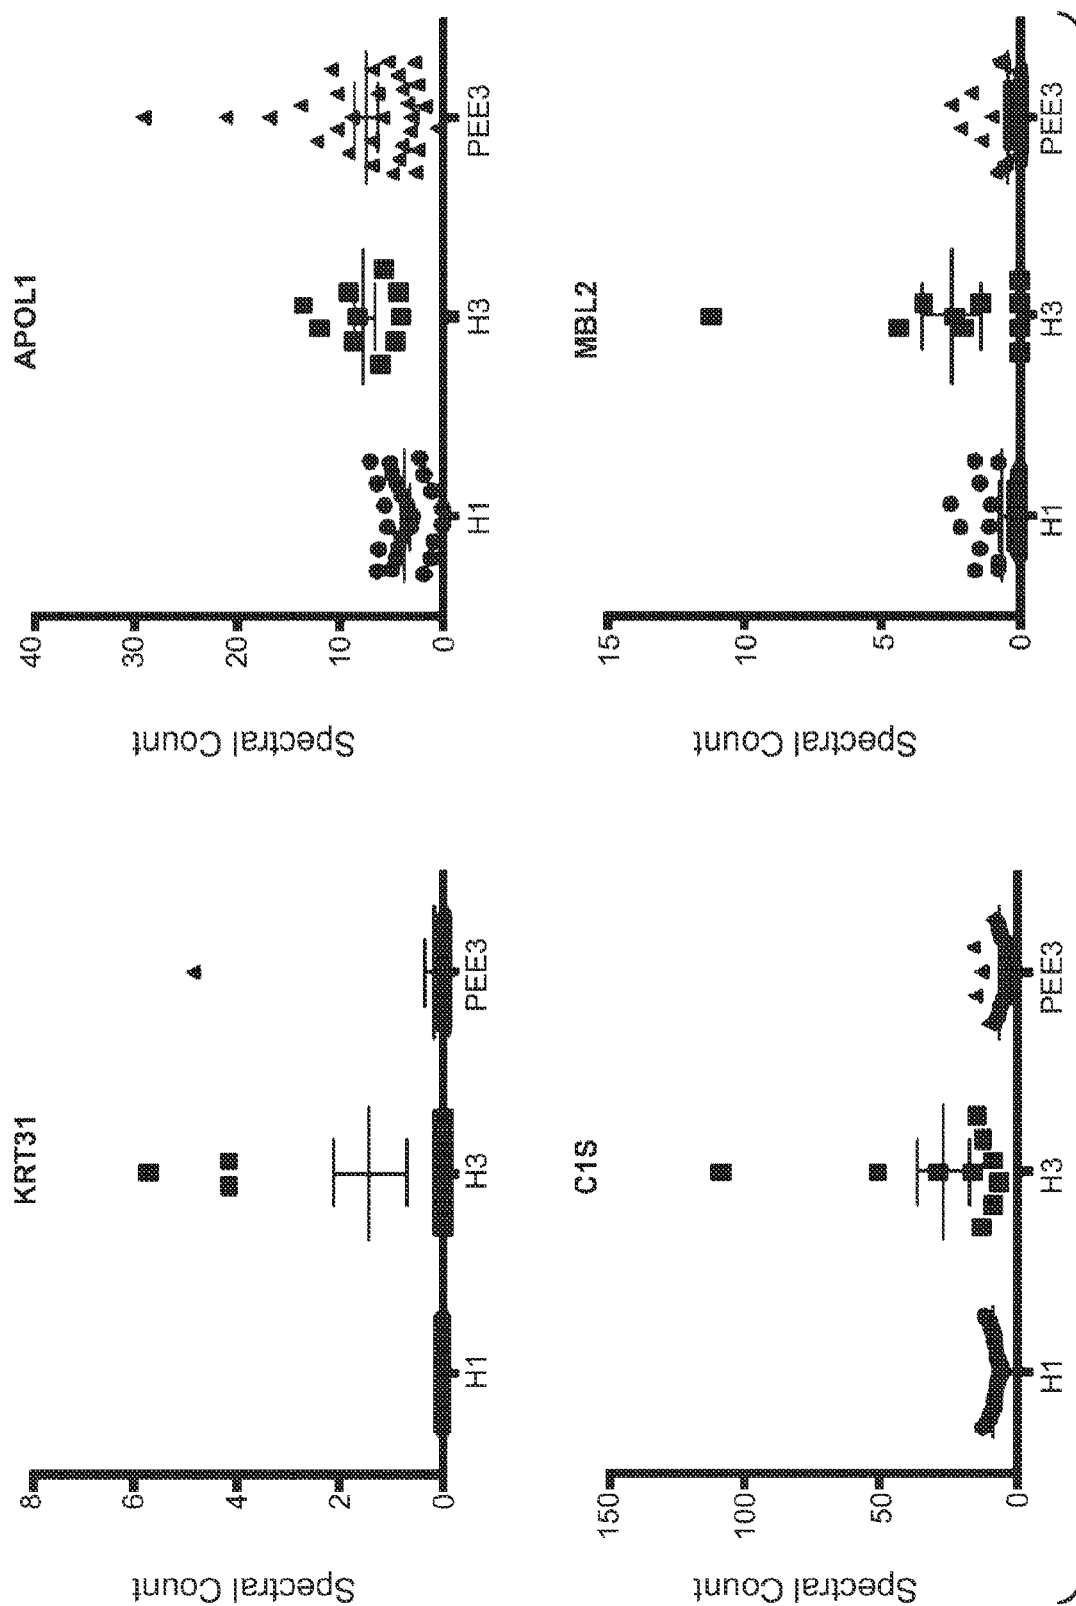 KRT31
Spectral Count
8
6
4
2
0
H1
H3
PEE3
APOL1
Spectral Count
40
30
20
10
0
H1
H3
PEE3
C1S
Spectral Count
150
100
50
0
H1
H3
PEE3
MBL2
Spectral Count
15
10
5
0
H1
H3
PEE3